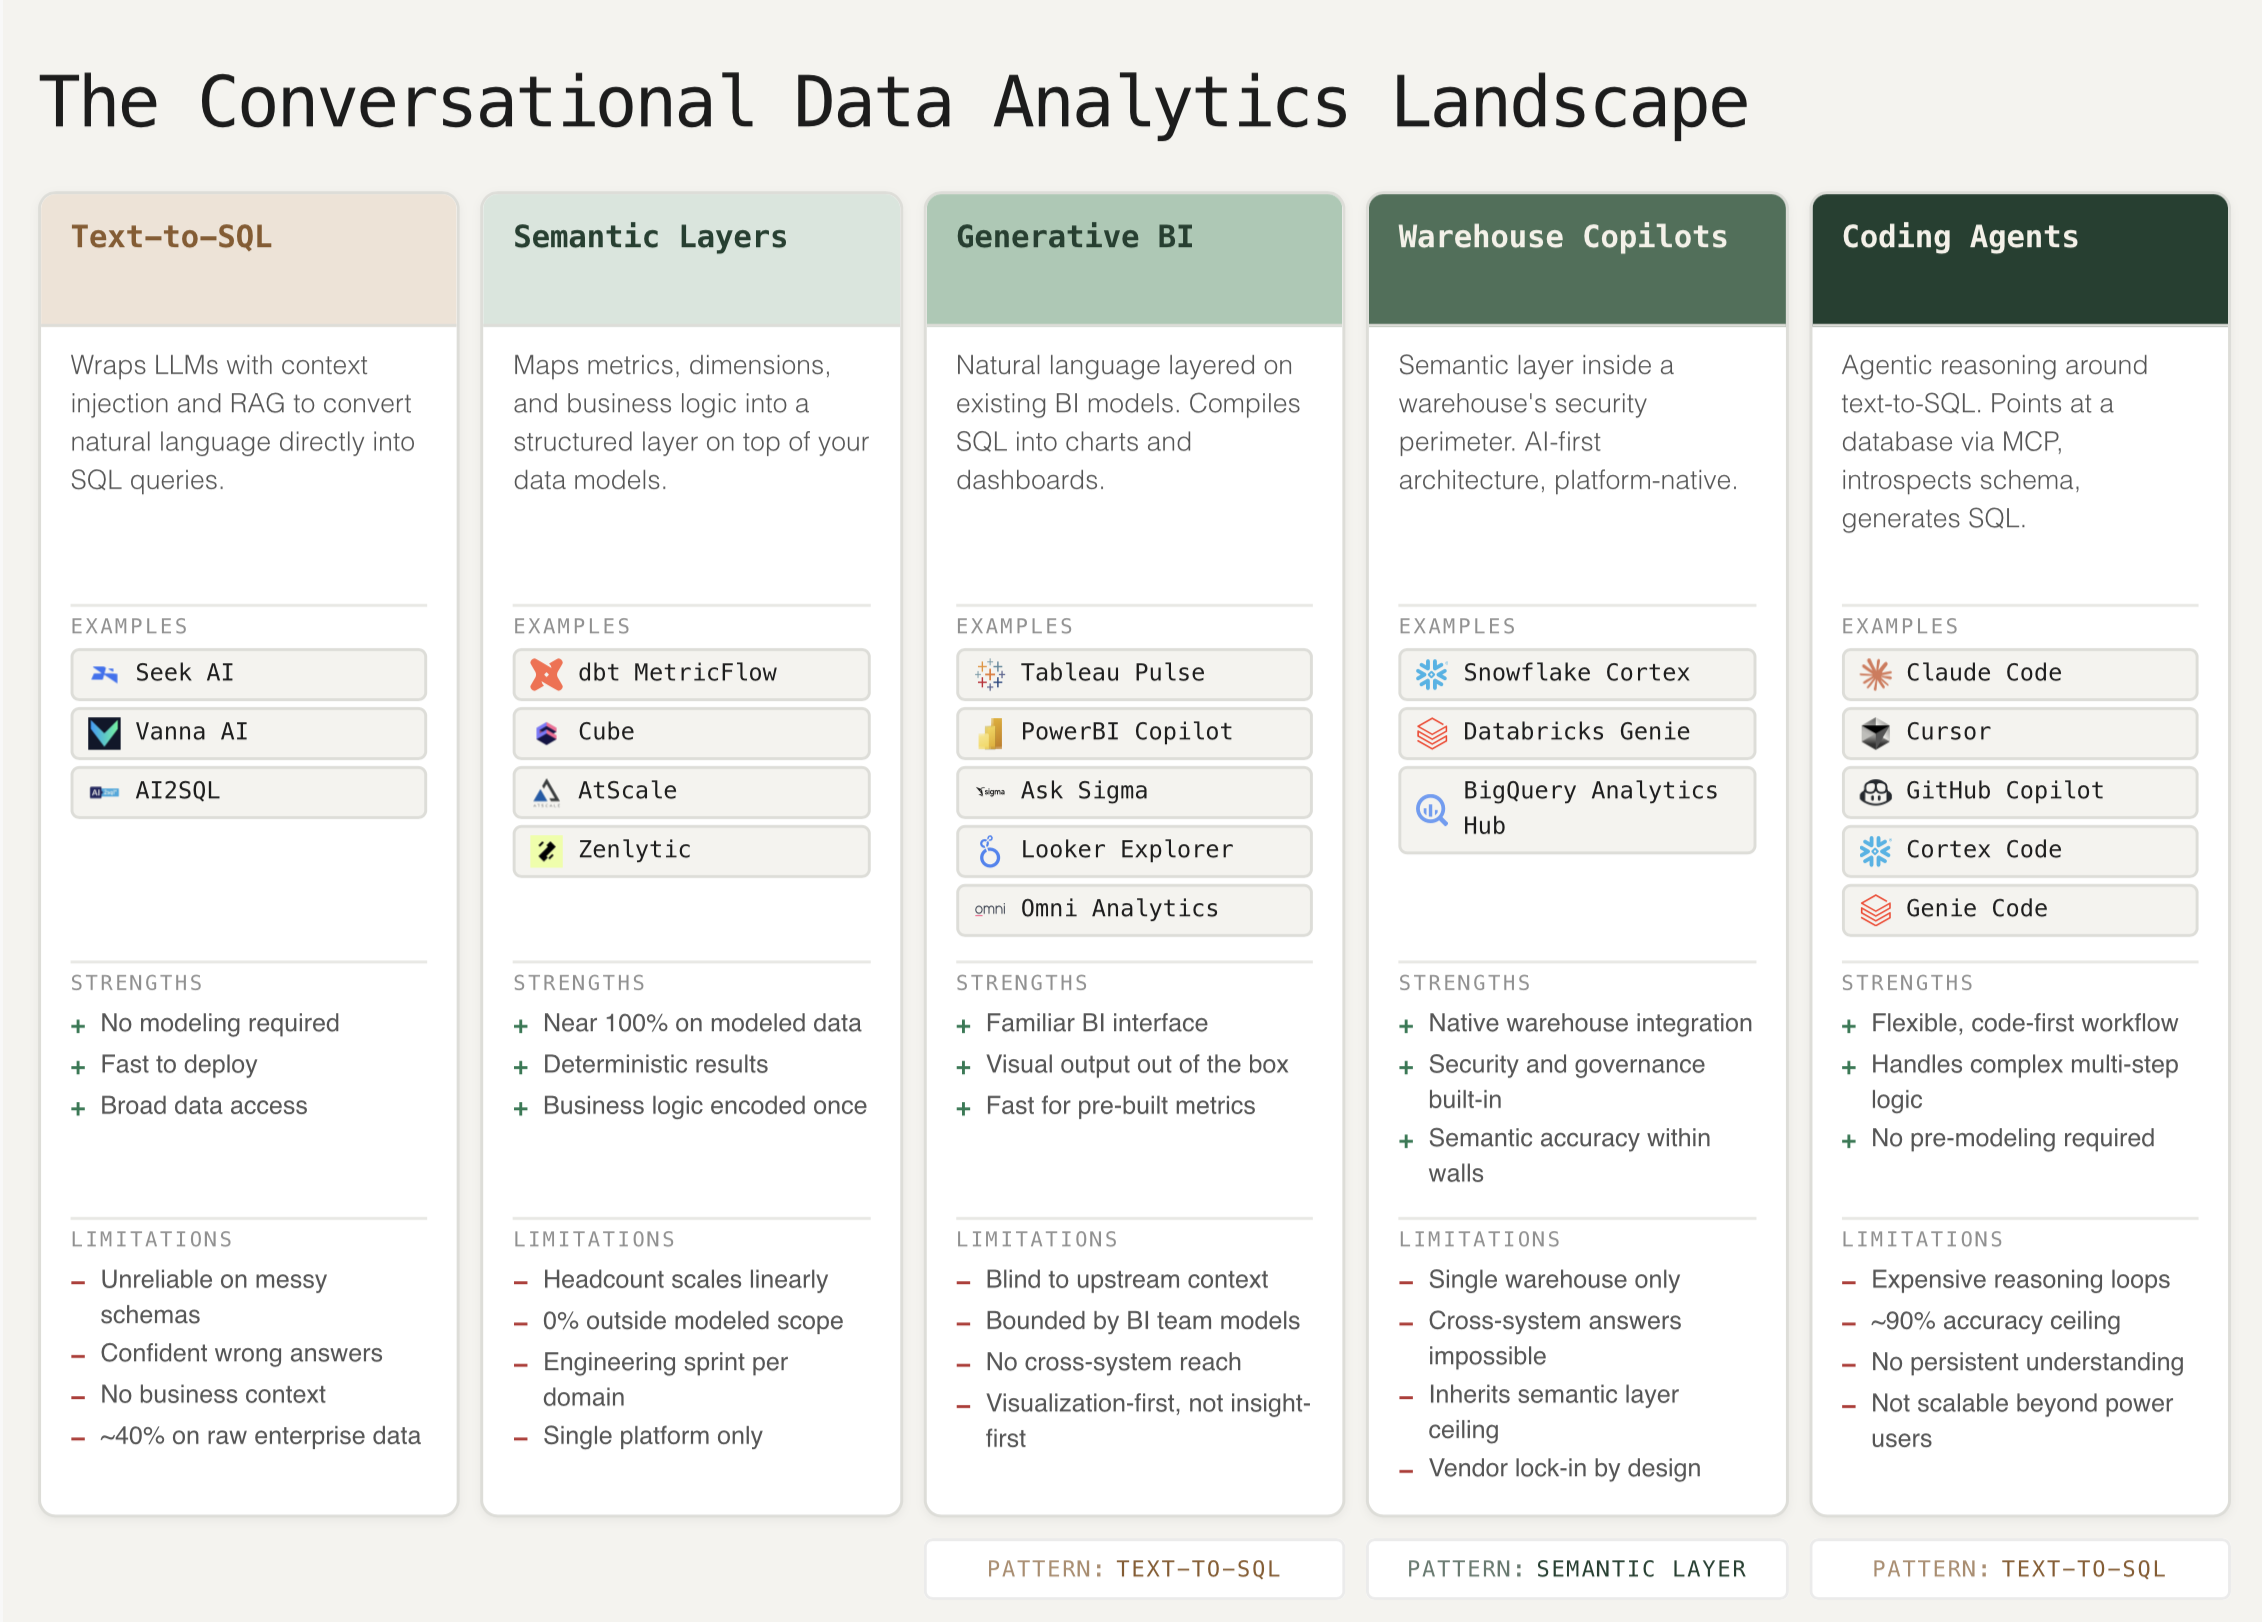 The Conversational Data Analytics Landscape
Text-to-SQL
Wraps LLMs with context
injection and RAG to convert
natural language directly into
SQL queries.
EXAMPLES
Seek AI
Vanna AI
AI2SQL
STRENGTHS
+ No modeling required
+ Fast to deploy
+ Broad data access
LIMITATIONS
– Unreliable on messy
schemas
– Confident wrong answers
– No business context
– ~40% on raw enterprise data
Semantic Layers
Maps metrics, dimensions,
and business logic into a
structured layer on top of your
data models.
EXAMPLES
dbt MetricFlow
Cube
ATSCALE AtScale
Zenlytic
STRENGTHS
+ Near 100% on modeled data
+ Deterministic results
+ Business logic encoded once
LIMITATIONS
– Headcount scales linearly
– 0% outside modeled scope
– Engineering sprint per
domain
– Single platform only
Generative BI
Natural language layered on
existing BI models. Compiles
SQL into charts and
dashboards.
EXAMPLES
Tableau Pulse
PowerBI Copilot
sigma Ask Sigma
Looker Explorer
omni Omni Analytics
STRENGTHS
+ Familiar BI interface
+ Visual output out of the box
+ Fast for pre-built metrics
LIMITATIONS
– Blind to upstream context
– Bounded by BI team models
– No cross-system reach
– Visualization-first, not insight-
first
PATTERN: TEXT-TO-SQL
Warehouse Copilots
Semantic layer inside a
warehouse's security
perimeter. AI-first
architecture, platform-native.
EXAMPLES
Snowflake Cortex
Databricks Genie
BigQuery Analytics
Hub
STRENGTHS
+ Native warehouse integration
+ Security and governance
built-in
+ Semantic accuracy within
walls
LIMITATIONS
– Single warehouse only
– Cross-system answers
impossible
– Inherits semantic layer
ceiling
– Vendor lock-in by design
PATTERN: SEMANTIC LAYER
Coding Agents
Agentic reasoning around
text-to-SQL. Points at a
database via MCP,
introspects schema,
generates SQL.
EXAMPLES
Claude Code
Cursor
GitHub Copilot
Cortex Code
Genie Code
STRENGTHS
+ Flexible, code-first workflow
+ Handles complex multi-step
logic
+ No pre-modeling required
LIMITATIONS
– Expensive reasoning loops
– ~90% accuracy ceiling
– No persistent understanding
– Not scalable beyond power
users
PATTERN: TEXT-TO-SQL